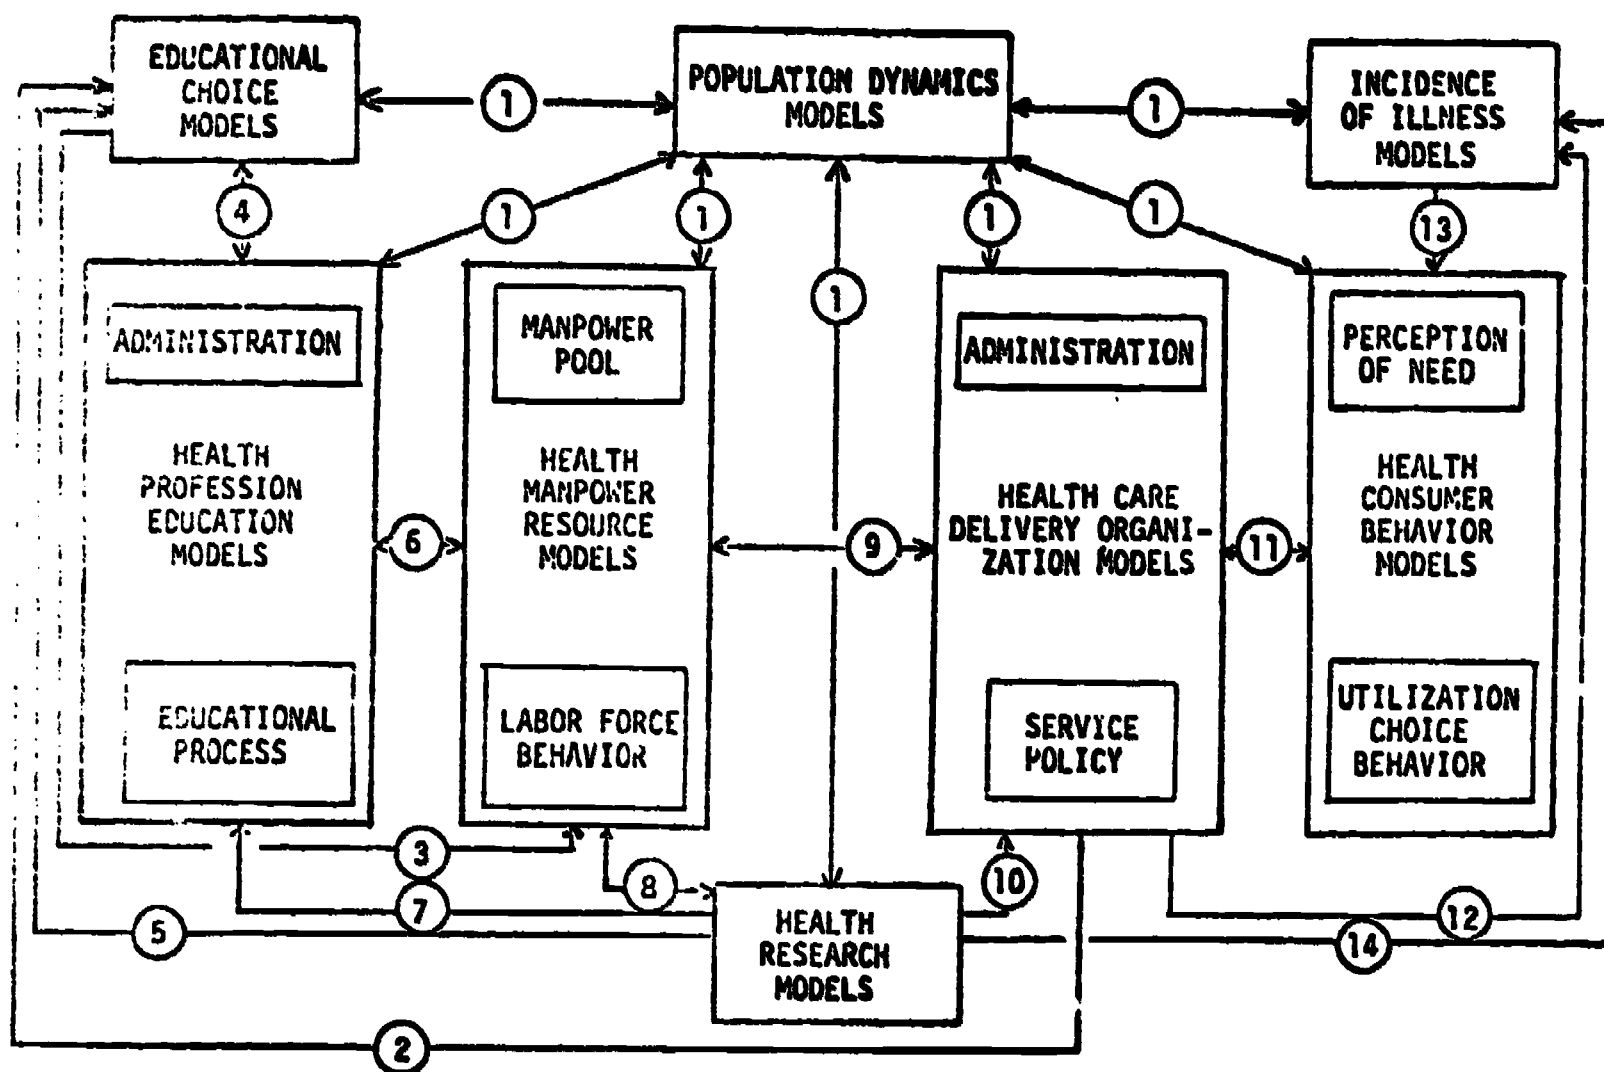 EDUCATIONAL
CHOICE
MODELS
1
POPULATION DYNAMICS
MODELS
1
INCIDENCE
OF ILLNESS
MODELS
4
1
1
1
1
13
1
ADMINISTRATION
HEALTH
PROFESSION
EDUCATION
MODELS
EDUCATIONAL
PROCESS
6
MANPOWER
POOL
HEALTH
MANPOWER
RESOURCE
MODELS
LABOR FORCE
BEHAVIOR
9
ADMINISTRATION
HEALTH CARE
DELIVERY ORGANI-
ZATION MODELS
SERVICE
POLICY
11
PERCEPTION
OF NEED
HEALTH
CONSUMER
BEHAVIOR
MODELS
UTILIZATION
CHOICE
BEHAVIOR
3
8
10
7
5
HEALTH
RESEARCH
MODELS
12
14
2